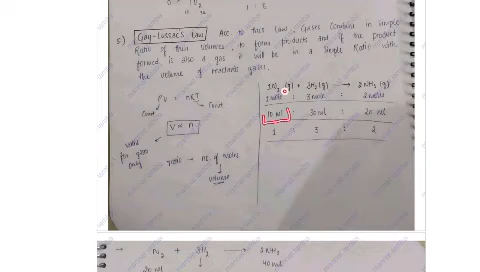 5) Gay-Lussac's Law Acc to this law, Gases combine in simple
Ratio of their volumes, to form products and if the product
formed is also a gas it will be in a simple Ratio with
the volume of reactants gases.
PV = nRT
Const Const
V ∝ n
valid
for gases
only
ratio → no. of moles
↓
volume
1N2 (g) + 3H2 (g) → 2NH3 (g)
1 mole : 3 mole : 2 moles
10 ml : 30 ml : 20 ml
1 : 3 : 2
→ N2 + 3H2 → 2NH3
20 ml 40 ml